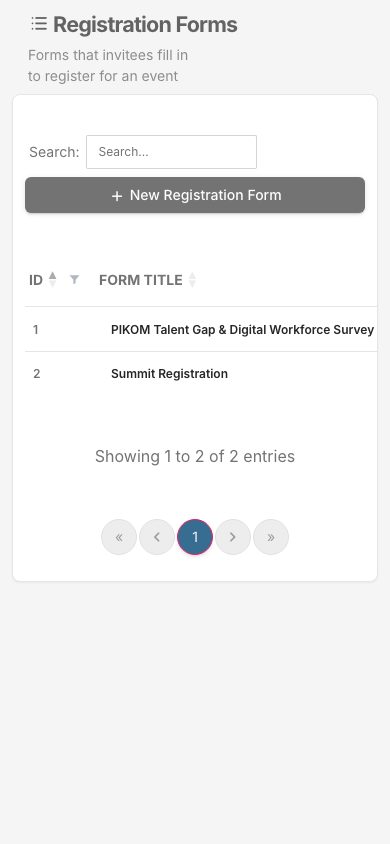 Registration Forms
Forms that invitees fill in
to register for an event
Search: Search...
+ New Registration Form
ID FORM TITLE
1 PIKOM Talent Gap & Digital Workforce Survey
2 Summit Registration
Showing 1 to 2 of 2 entries
« ‹ 1 › »